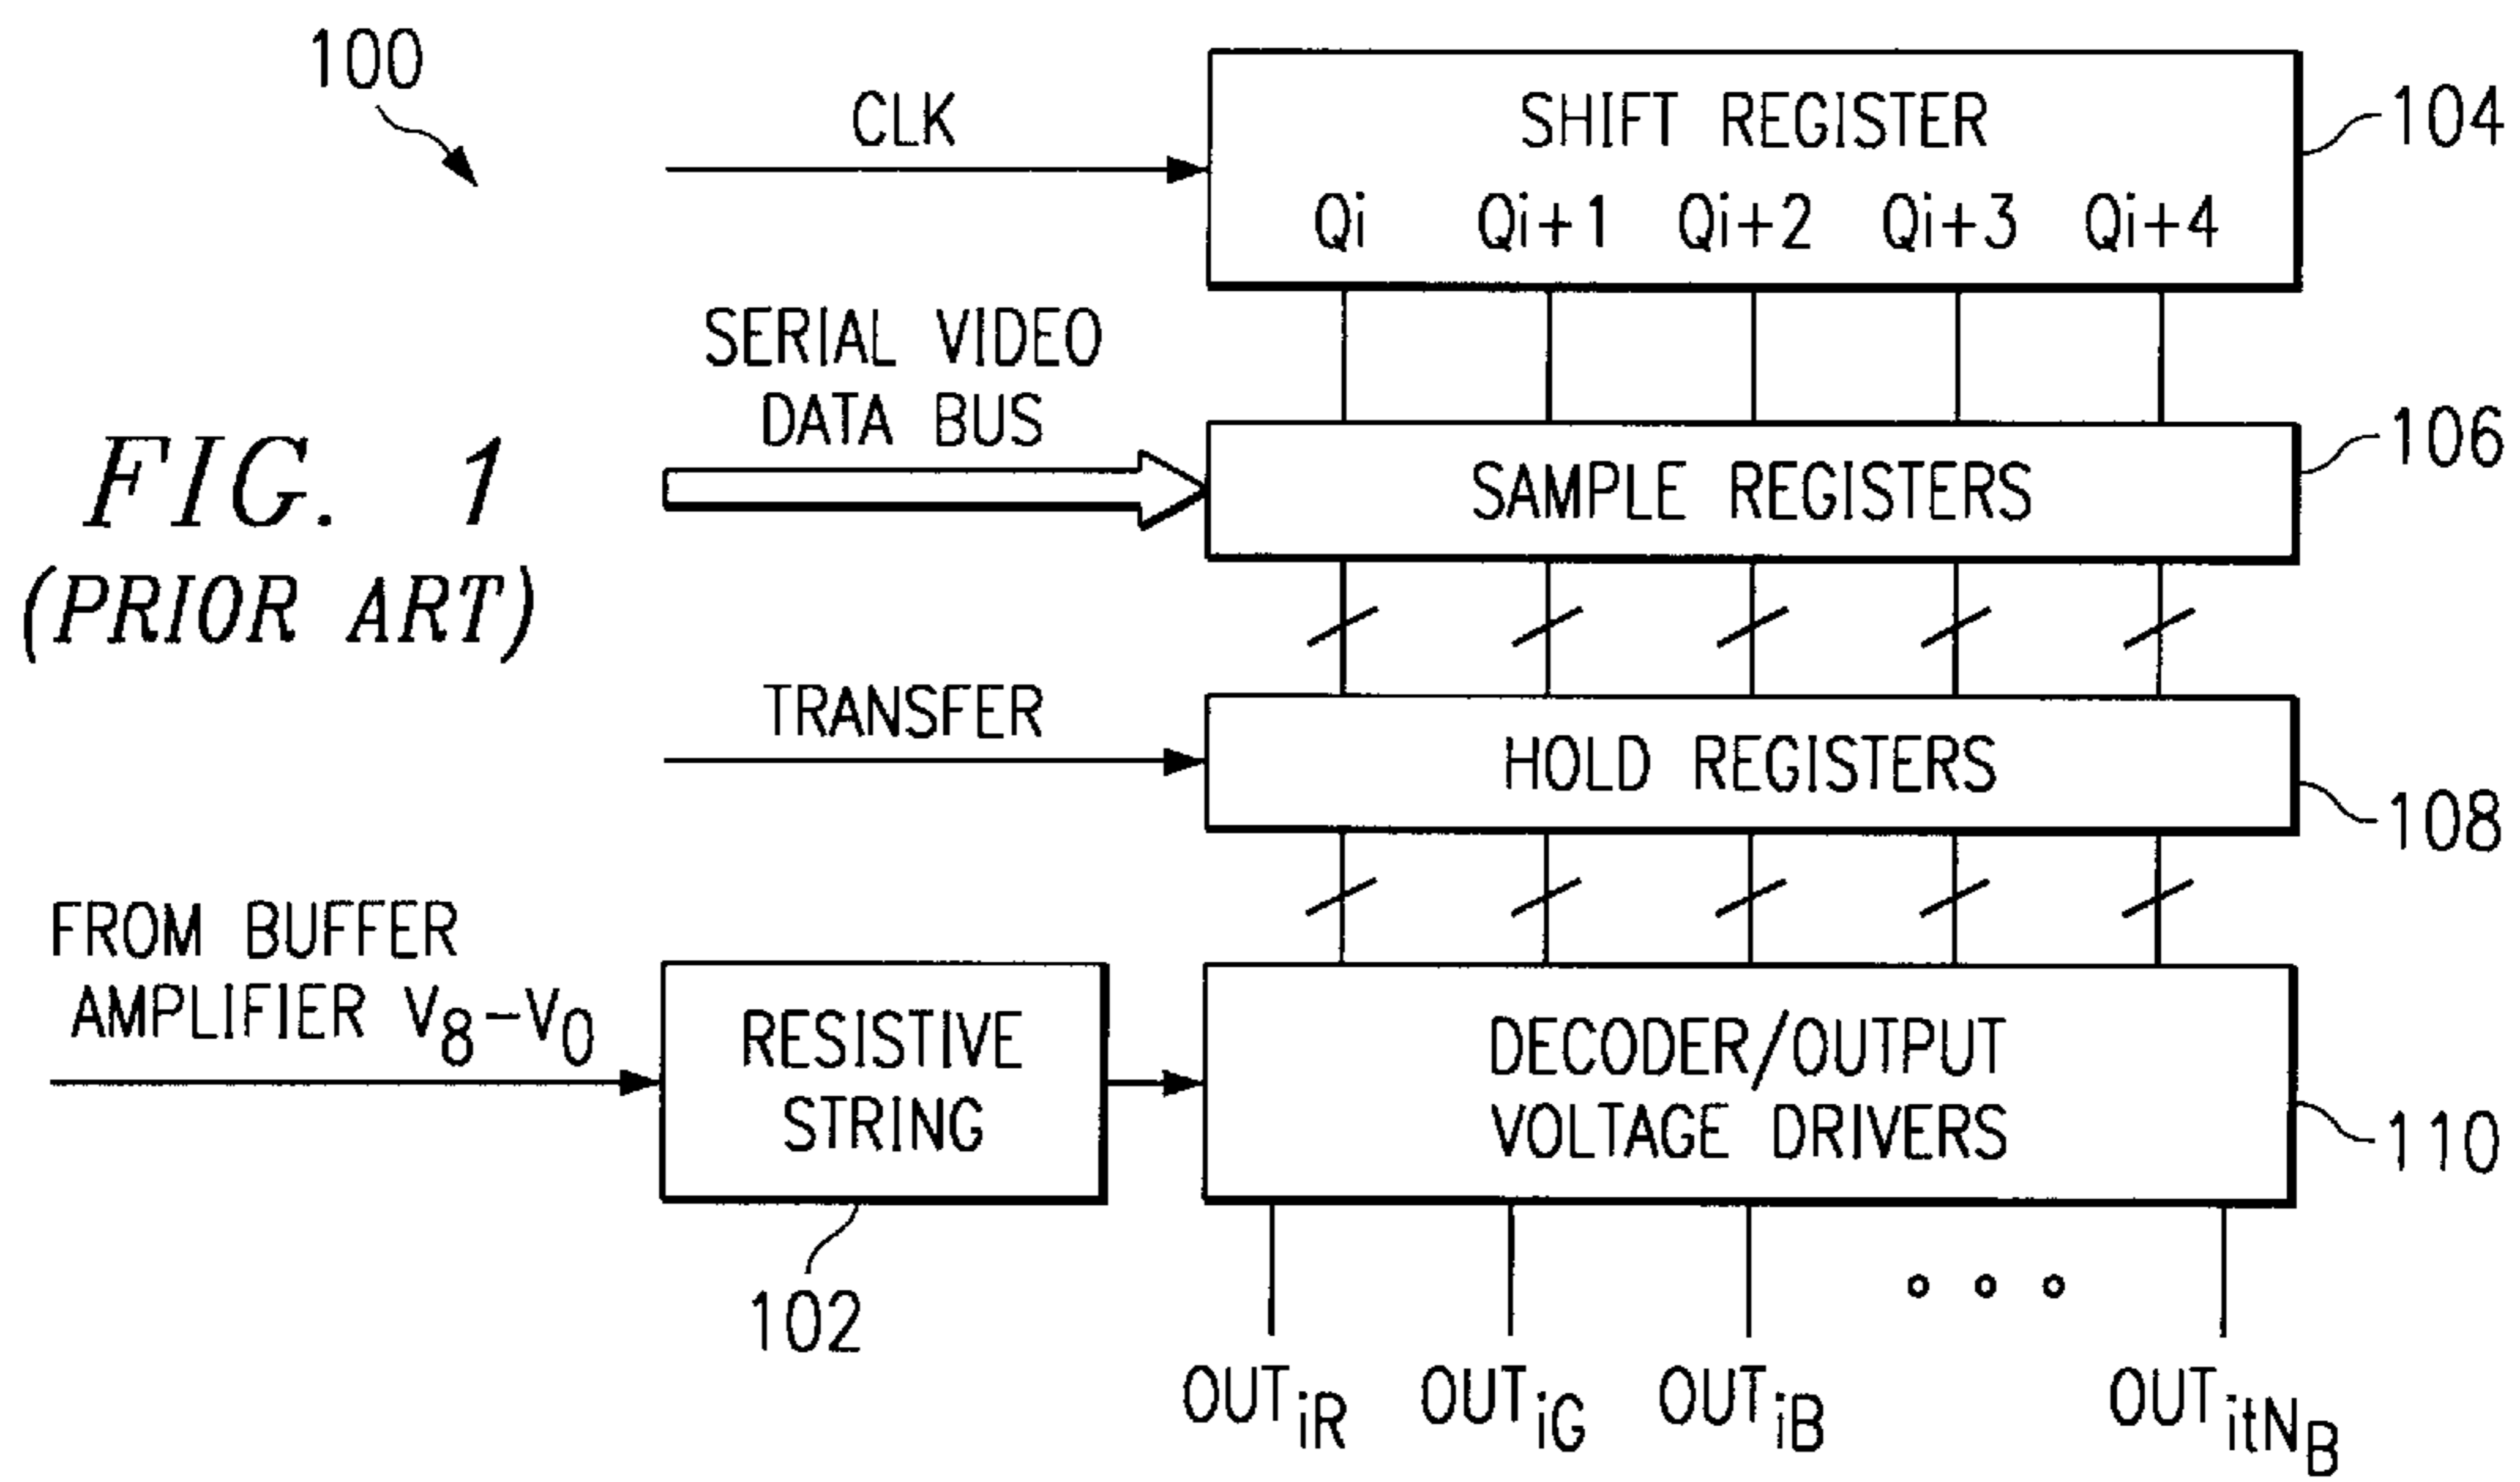 100
CLK
SHIFT REGISTER
104
Qi Qi+1 Qi+2 Qi+3 Qi+4
SERIAL VIDEO
DATA BUS
106
SAMPLE REGISTERS
FIG. 1
(PRIOR ART)
TRANSFER
HOLD REGISTERS
108
FROM BUFFER
AMPLIFIER V8-V0
RESISTIVE
STRING
DECODER/OUTPUT
VOLTAGE DRIVERS
110
102
OUTiR OUTiG OUTiB OUTitNB